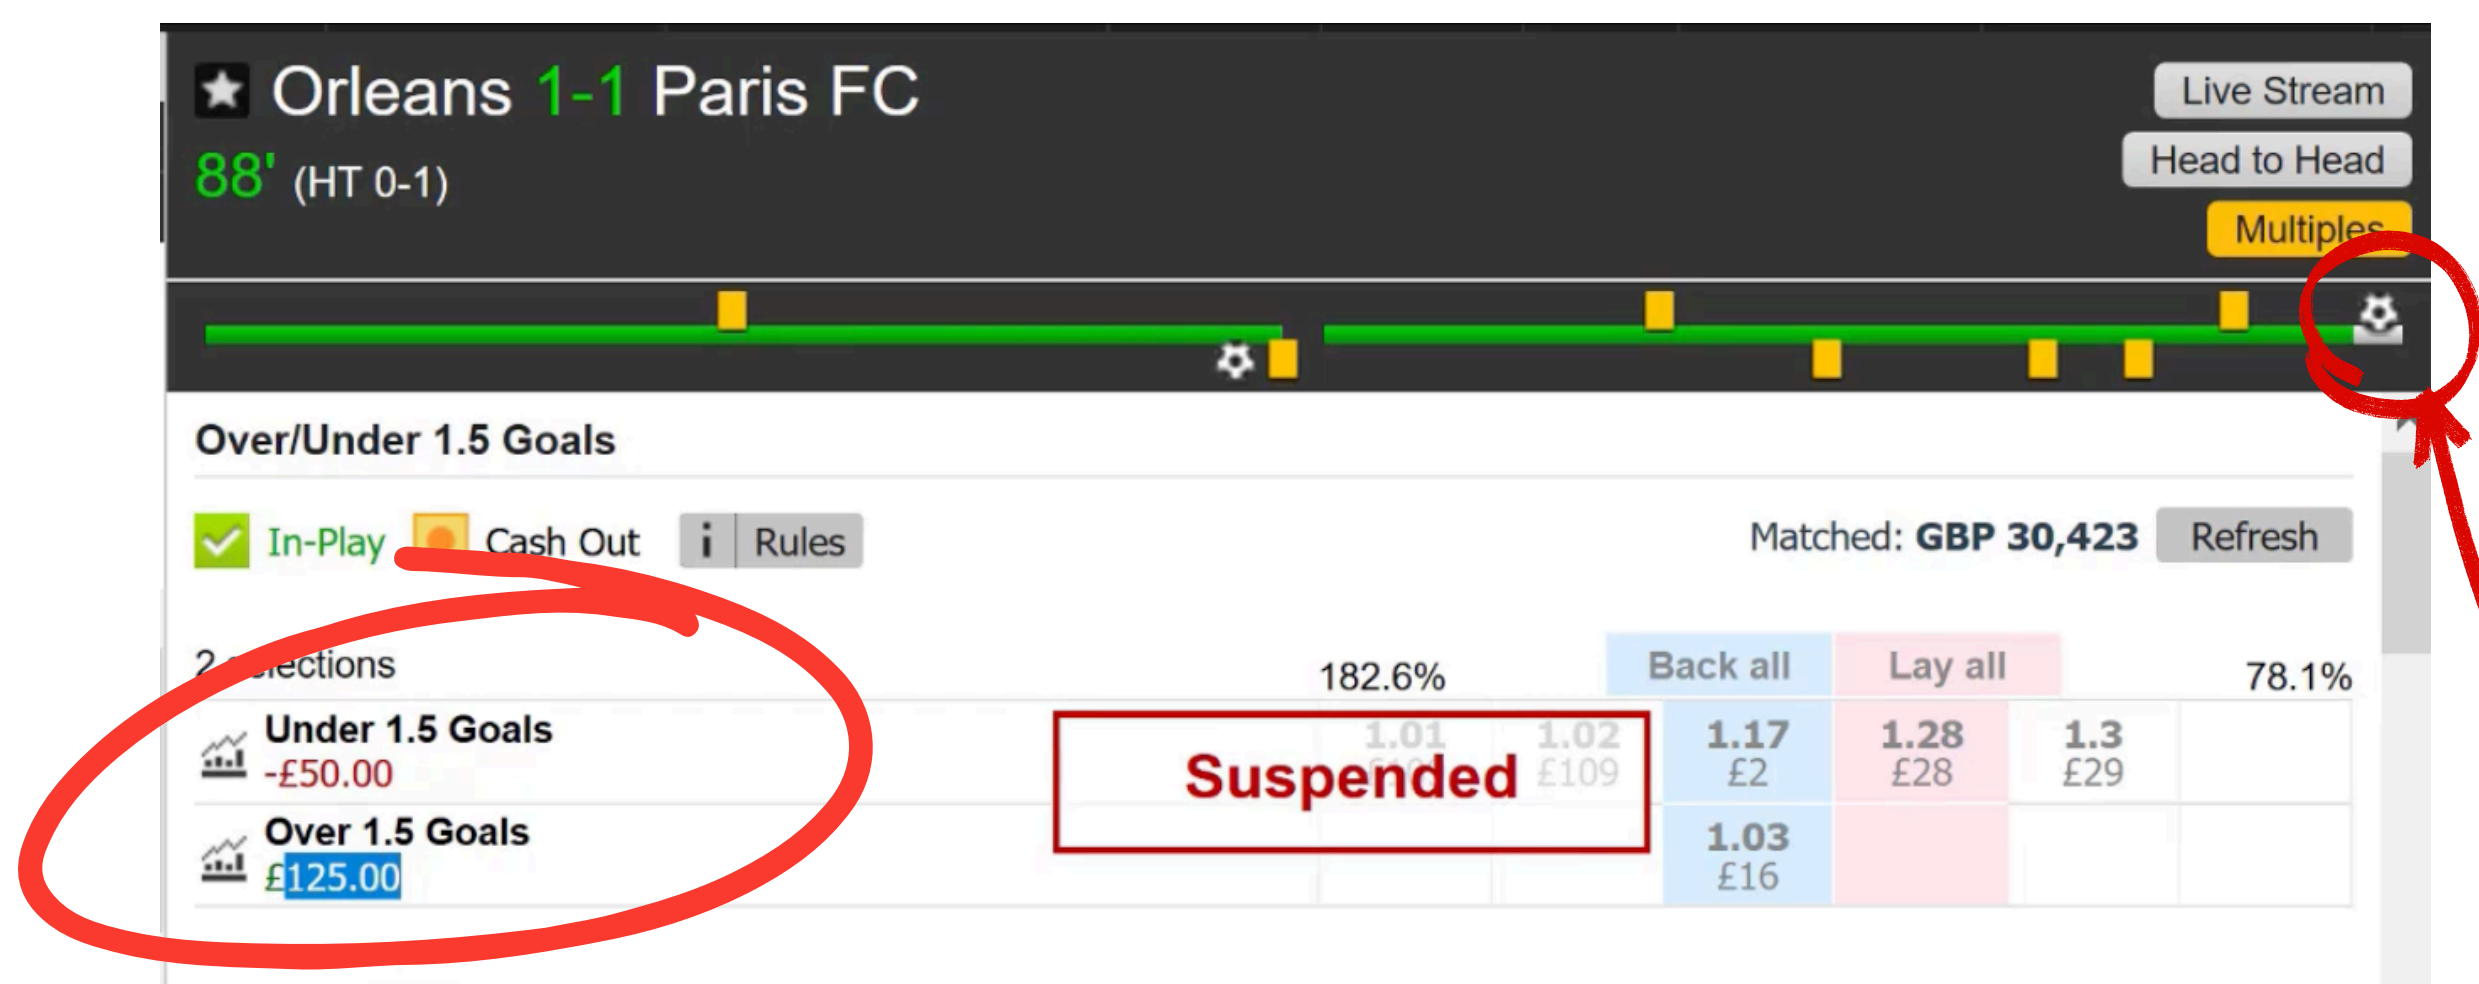 Orleans 1-1 Paris FC
Live Stream
88' (HT 0-1)
Head to Head
Multiples
Over/Under 1.5 Goals
In-Play Cash Out i Rules
Matched: GBP 30,423 Refresh
2 selections 182.6% Back all Lay all 78.1%
Under 1.5 Goals 1.01 1.02 1.17 1.28 1.3
-£50.00 £109 £2 £28 £29
Suspended
Over 1.5 Goals 1.03
£125.00 £16